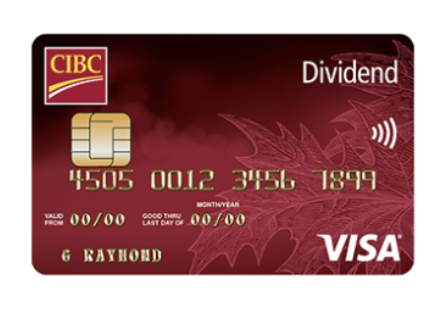 CIBC
Dividend
4505 0012 3456 7899
MONTH/YEAR
VALID FROM 00/00 GOOD THRU LAST DAY OF 00/00
G RAYMOND
VISA